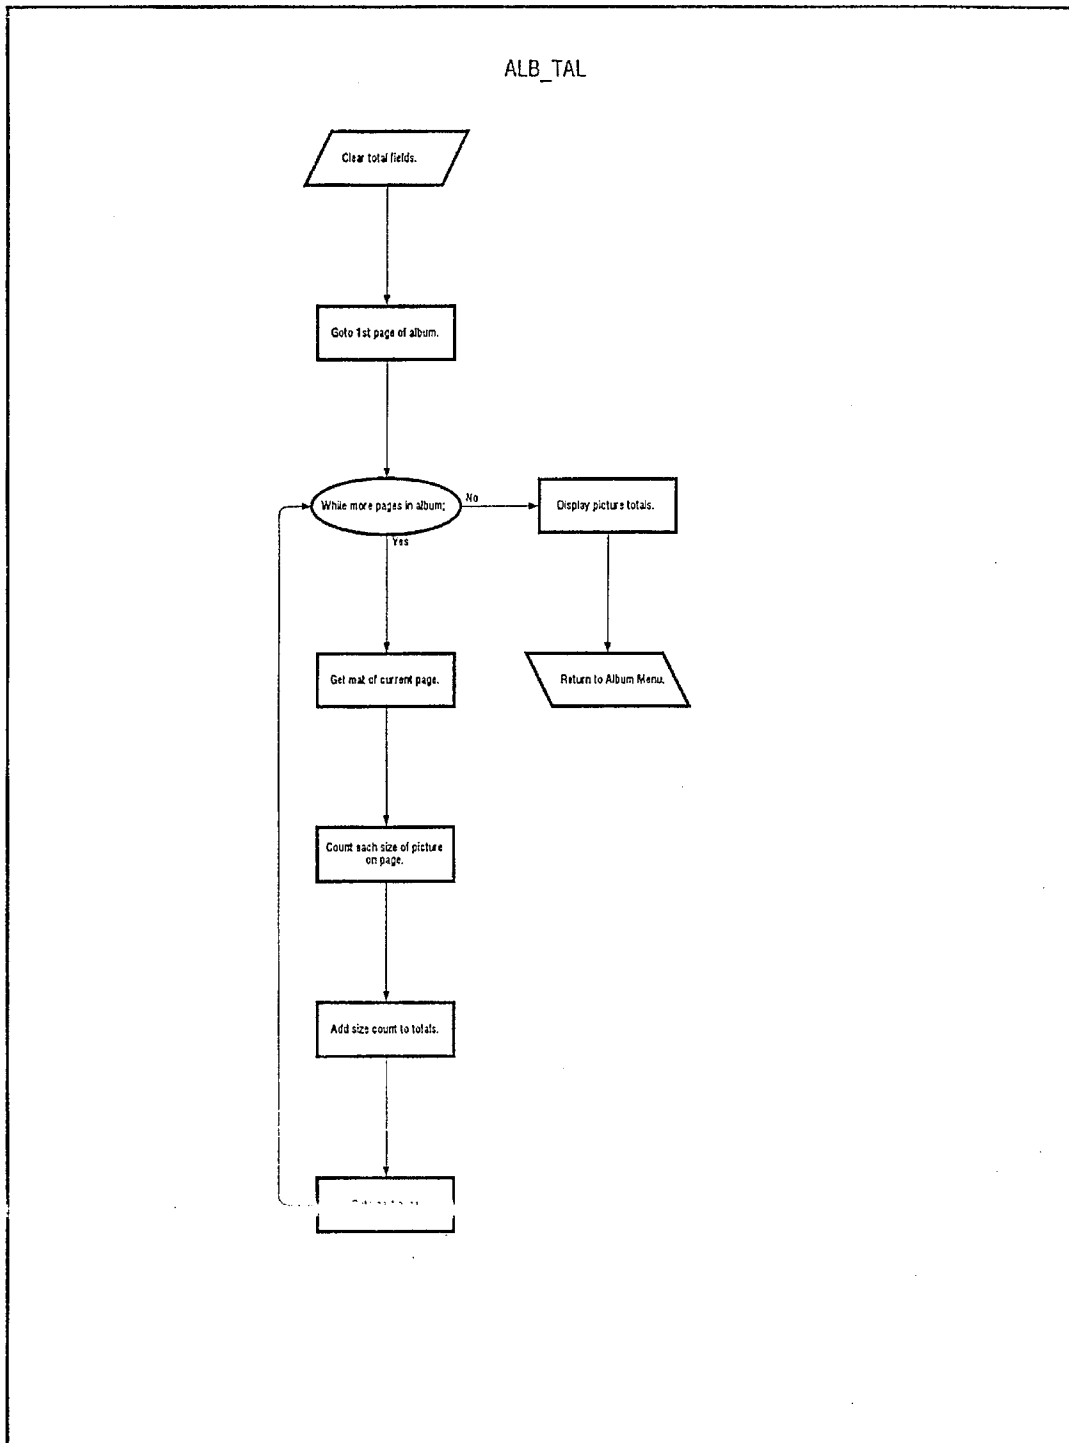 ALB_TAL
Clear total fields.
Goto 1st page of album.
While more pages in album;
No
Display picture totals.
Yes
Get mat of current page.
Return to Album Menu.
Count each size of picture
on page.
Add size count to totals.